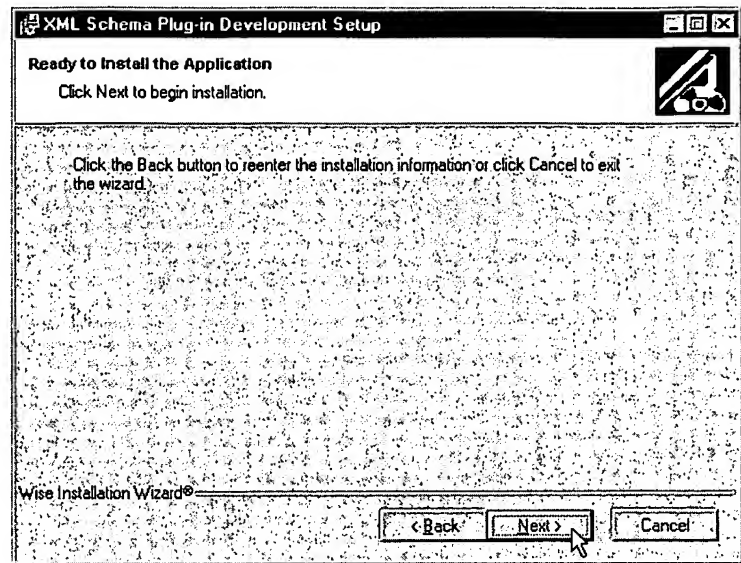 XML Schema Plug-in Development Setup
Ready to Install the Application
Click Next to begin installation.
Click the Back button to reenter the installation information or click Cancel to exit
the wizard.
Wise Installation Wizard®
< Back
Next >
Cancel